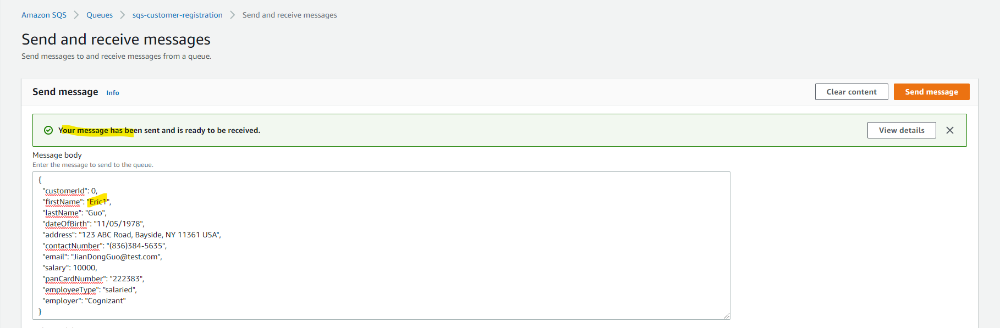 Amazon SQS > Queues > sqs-customer-registration > Send and receive messages
Send and receive messages
Send messages to and receive messages from a queue.
Send message Info Clear content Send message
Your message has been sent and is ready to be received. View details
Message body
Enter the message to send to the queue.
{
"customerId": 0,
"firstName": "Eric1",
"lastName": "Guo",
"dateOfBirth": "11/05/1978",
"address": "123 ABC Road, Bayside, NY 11361 USA",
"contactNumber": "(836)384-5635",
"email": "JianDongGuo@test.com",
"salary": 10000,
"panCardNumber": "222383",
"employeeType": "salaried",
"employer": "Cognizant"
}